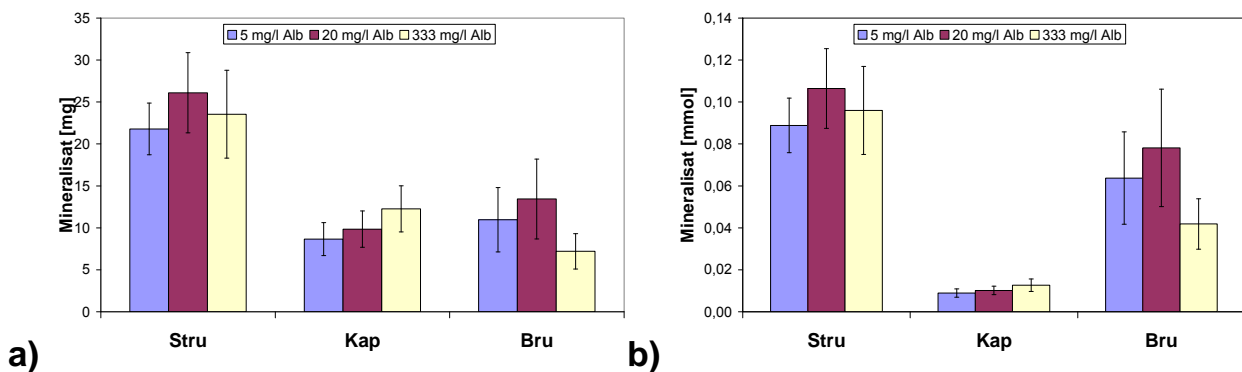 35
30
25
20
15
10
5
0
Mineralisat [mg]
5 mg/l Alb 20 mg/l Alb 333 mg/l Alb
Stru Kap Bru
a)
0,14
0,12
0,10
0,08
0,06
0,04
0,02
0,00
Mineralisat [mmol]
5 mg/l Alb 20 mg/l Alb 333 mg/l Alb
Stru Kap Bru
b)